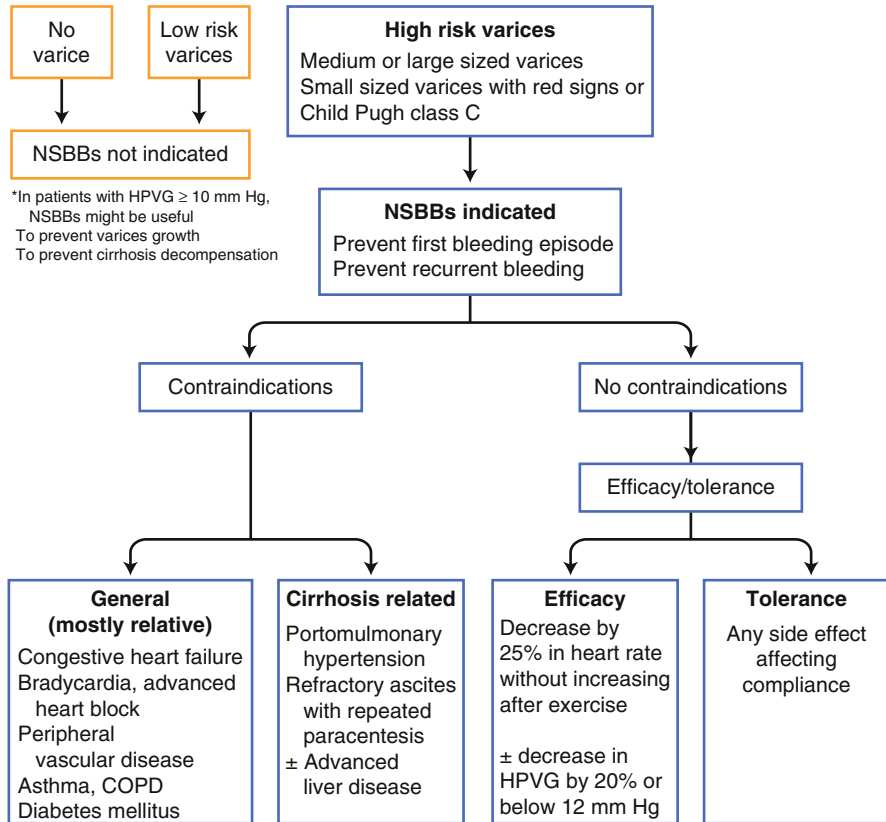 No
varice
Low risk
varices
NSBBs not indicated
*In patients with HPVG ≥ 10 mm Hg,
NSBBs might be useful
To prevent varices growth
To prevent cirrhosis decompensation
High risk varices
Medium or large sized varices
Small sized varices with red signs or
Child Pugh class C
NSBBs indicated
Prevent first bleeding episode
Prevent recurrent bleeding
Contraindications
No contraindications
Efficacy/tolerance
General
(mostly relative)
Congestive heart failure
Bradycardia, advanced
heart block
Peripheral
vascular disease
Asthma, COPD
Diabetes mellitus
Cirrhosis related
Portomulmonary
hypertension
Refractory ascites
with repeated
paracentesis
± Advanced
liver disease
Efficacy
Decrease by
25% in heart rate
without increasing
after exercise
± decrease in
HPVG by 20% or
below 12 mm Hg
Tolerance
Any side effect
affecting
compliance